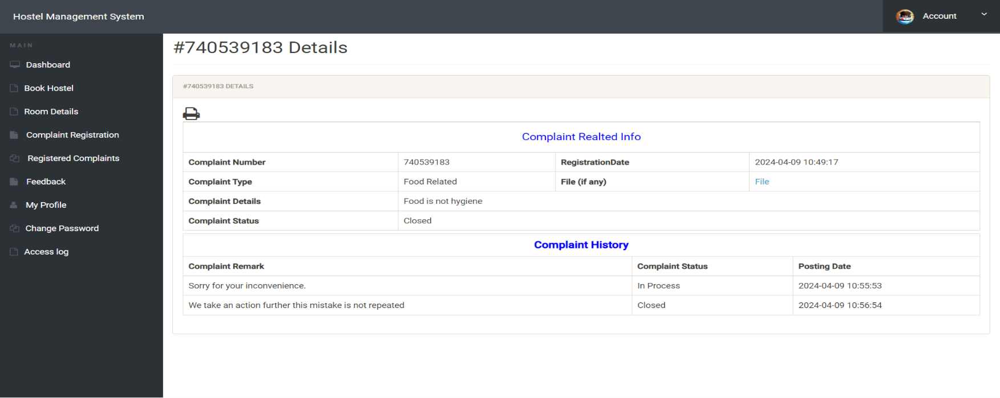 Hostel Management System
Account
MAIN
Dashboard
Book Hostel
Room Details
Complaint Registration
Registered Complaints
Feedback
My Profile
Change Password
Access log
#740539183 Details
#740539183 DETAILS
Complaint Realted Info
Complaint Number 740539183 RegistrationDate 2024-04-09 10:49:17
Complaint Type Food Related File (if any) File
Complaint Details Food is not hygiene
Complaint Status Closed
Complaint History
Complaint Remark Complaint Status Posting Date
Sorry for your inconvenience. In Process 2024-04-09 10:55:53
We take an action further this mistake is not repeated Closed 2024-04-09 10:56:54